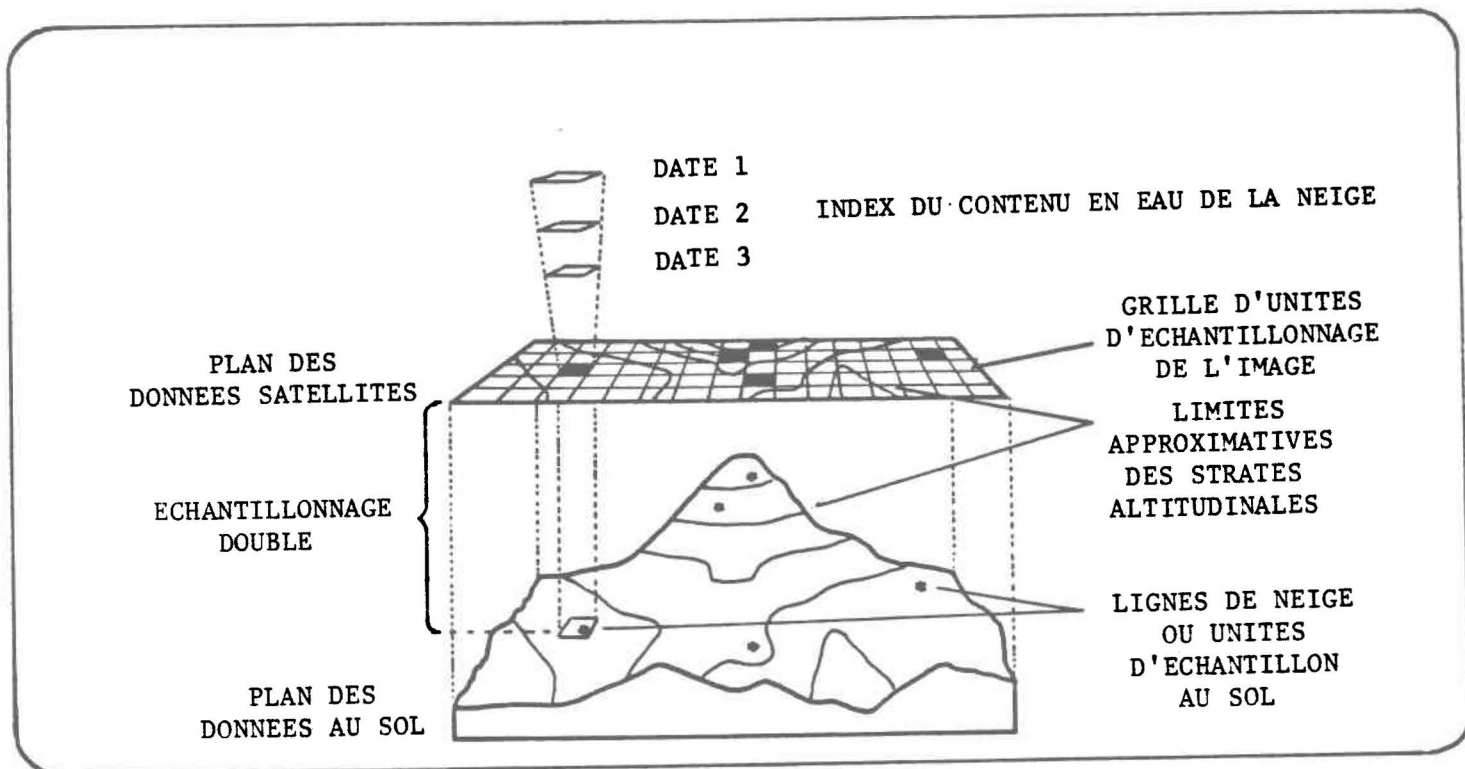 DATE 1
DATE 2
DATE 3
INDEX DU CONTENU EN EAU DE LA NEIGE
PLAN DES
DONNEES SATELLITES
GRILLE D'UNITES
D'ECHANTILLONNAGE
DE L'IMAGE
LIMITES
APPROXIMATIVES
DES STRATES
ALTITUDINALES
ECHANTILLONNAGE
DOUBLE
LIGNES DE NEIGE
OU UNITES
D'ECHANTILLON
AU SOL
PLAN DES
DONNEES AU SOL